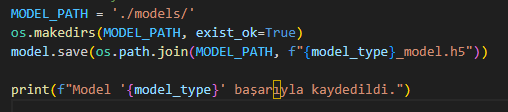 MODEL_PATH = './models/'
os.makedirs(MODEL_PATH, exist_ok=True)
model.save(os.path.join(MODEL_PATH, f"{model_type}_model.h5"))
print(f"Model '{model_type}' başarıyla kaydedildi.")